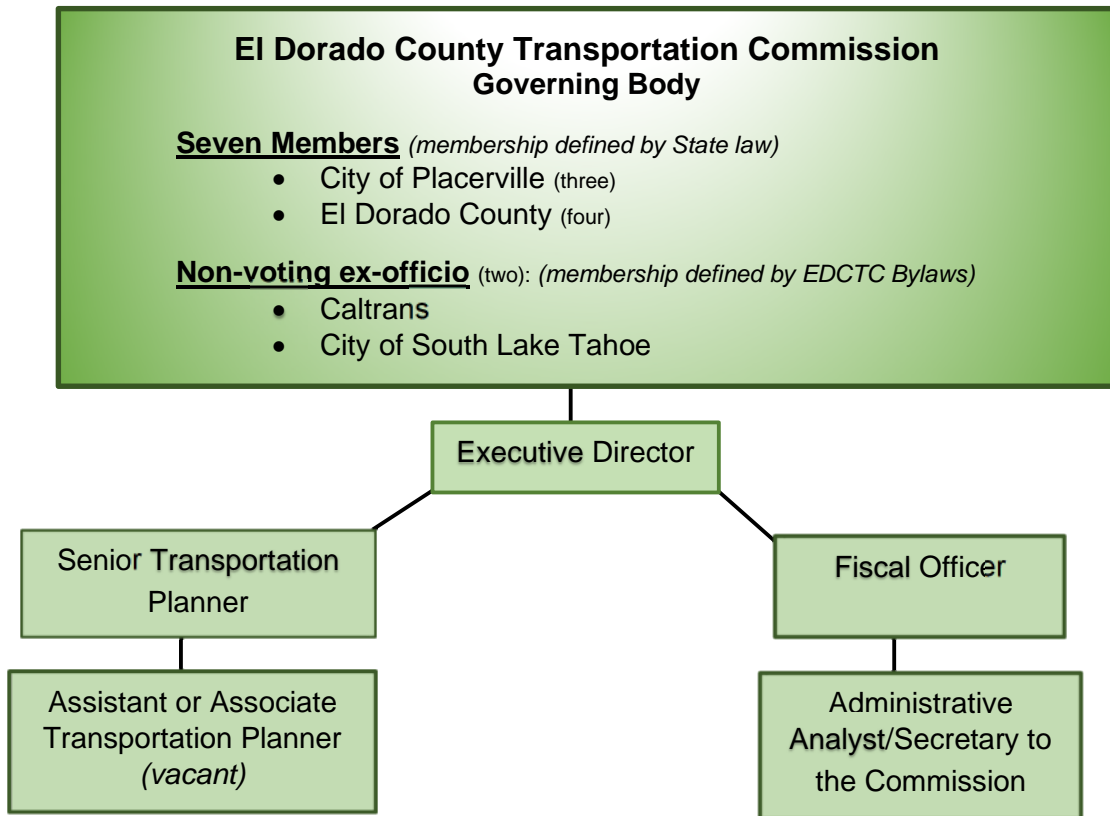 El Dorado County Transportation Commission
Governing Body
Seven Members (membership defined by State law)
• City of Placerville (three)
• El Dorado County (four)
Non-voting ex-officio (two): (membership defined by EDCTC Bylaws)
• Caltrans
• City of South Lake Tahoe
Executive Director
Senior Transportation
Planner
Fiscal Officer
Assistant or Associate
Transportation Planner
(vacant)
Administrative
Analyst/Secretary to
the Commission